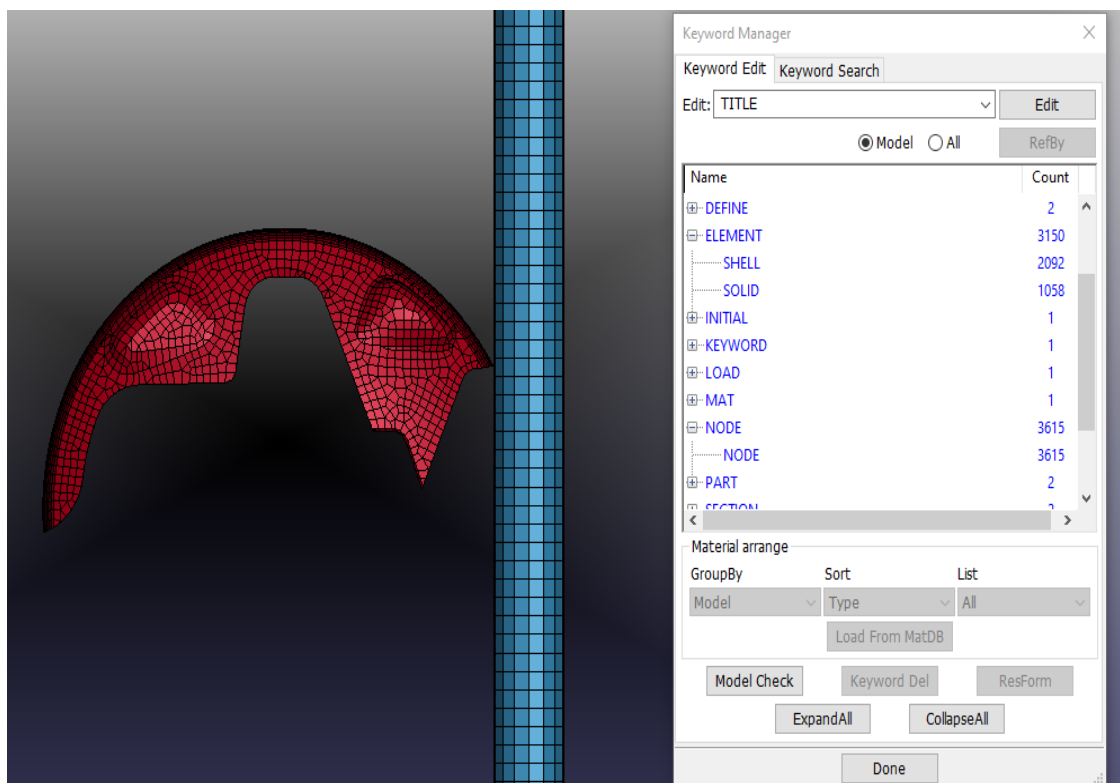 Keyword Manager
Keyword Edit Keyword Search
Edit: TITLE Edit
Model All RefBy
Name Count
DEFINE 2
ELEMENT 3150
SHELL 2092
SOLID 1058
INITIAL 1
KEYWORD 1
LOAD 1
MAT 1
NODE 3615
NODE 3615
PART 2
SECTION 2
Material arrange
GroupBy Sort List
Model Type All
Load From MatDB
Model Check Keyword Del ResForm
ExpandAll CollapseAll
Done